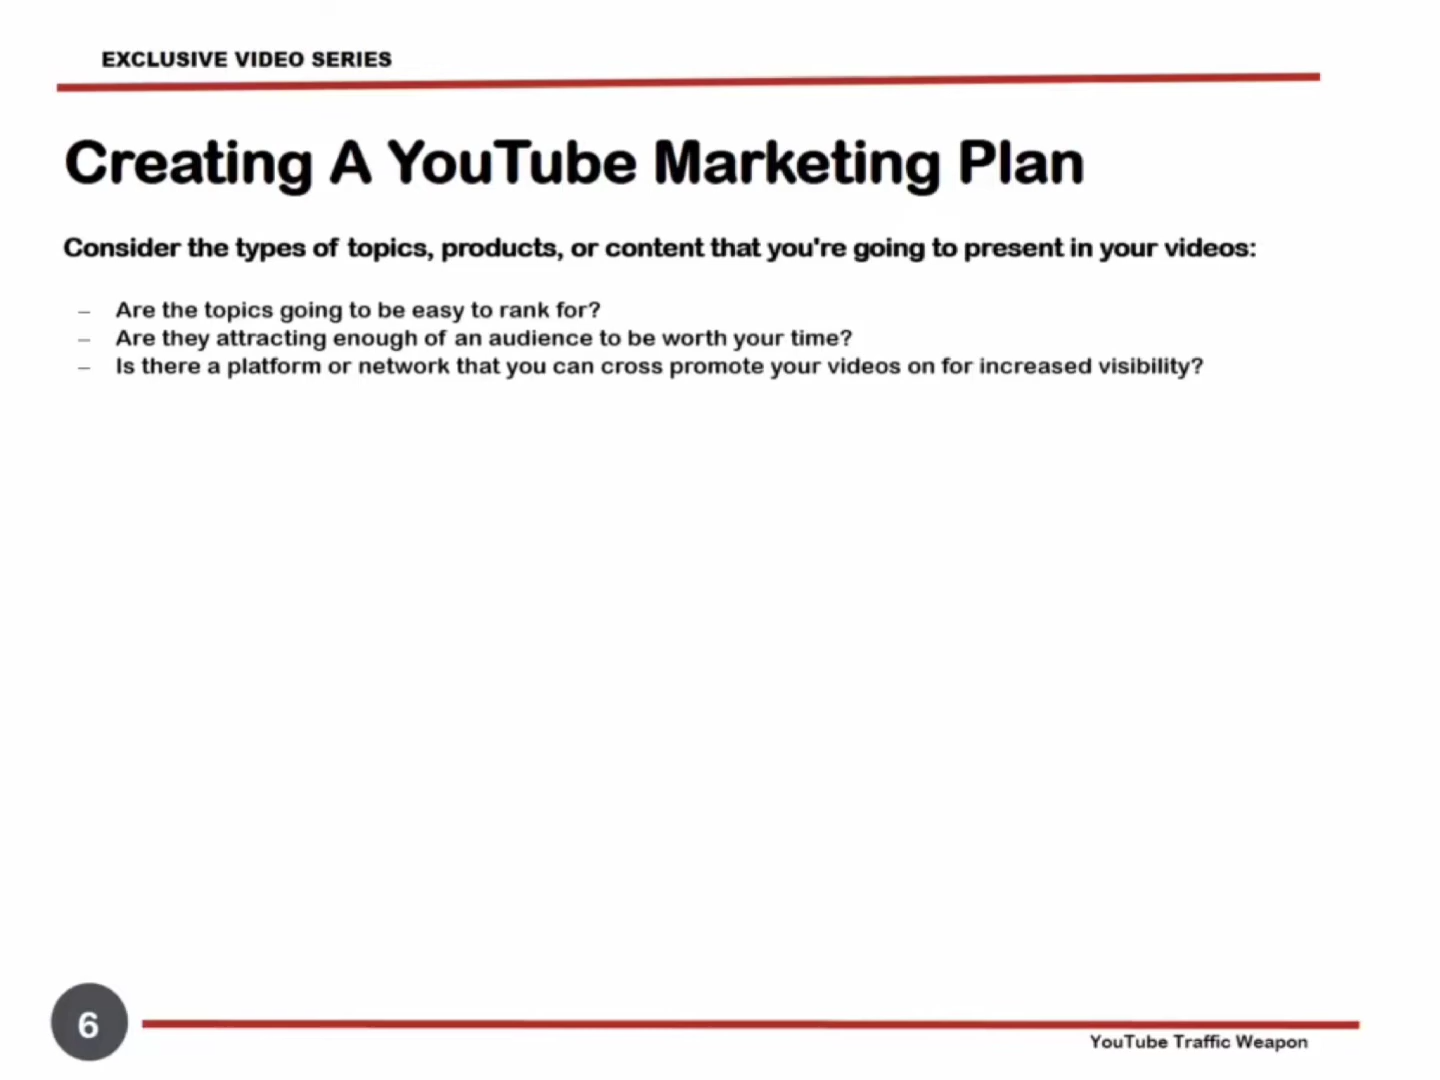 EXCLUSIVE VIDEO SERIES
Creating A YouTube Marketing Plan
Consider the types of topics, products, or content that you're going to present in your videos:
– Are the topics going to be easy to rank for?
– Are they attracting enough of an audience to be worth your time?
– Is there a platform or network that you can cross promote your videos on for increased visibility?
6
YouTube Traffic Weapon